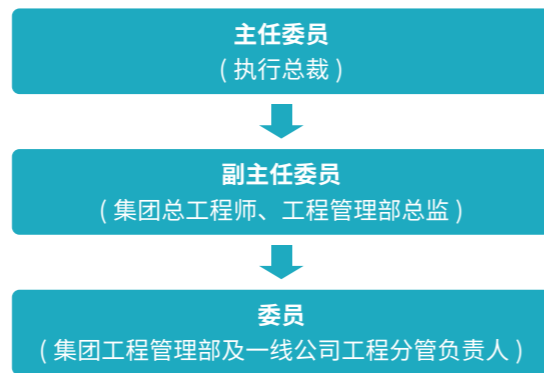 主任委员
（执行总裁）
副主任委员
（集团总工程师、工程管理部总监）
委员
（集团工程管理部及一线公司工程分管负责人）